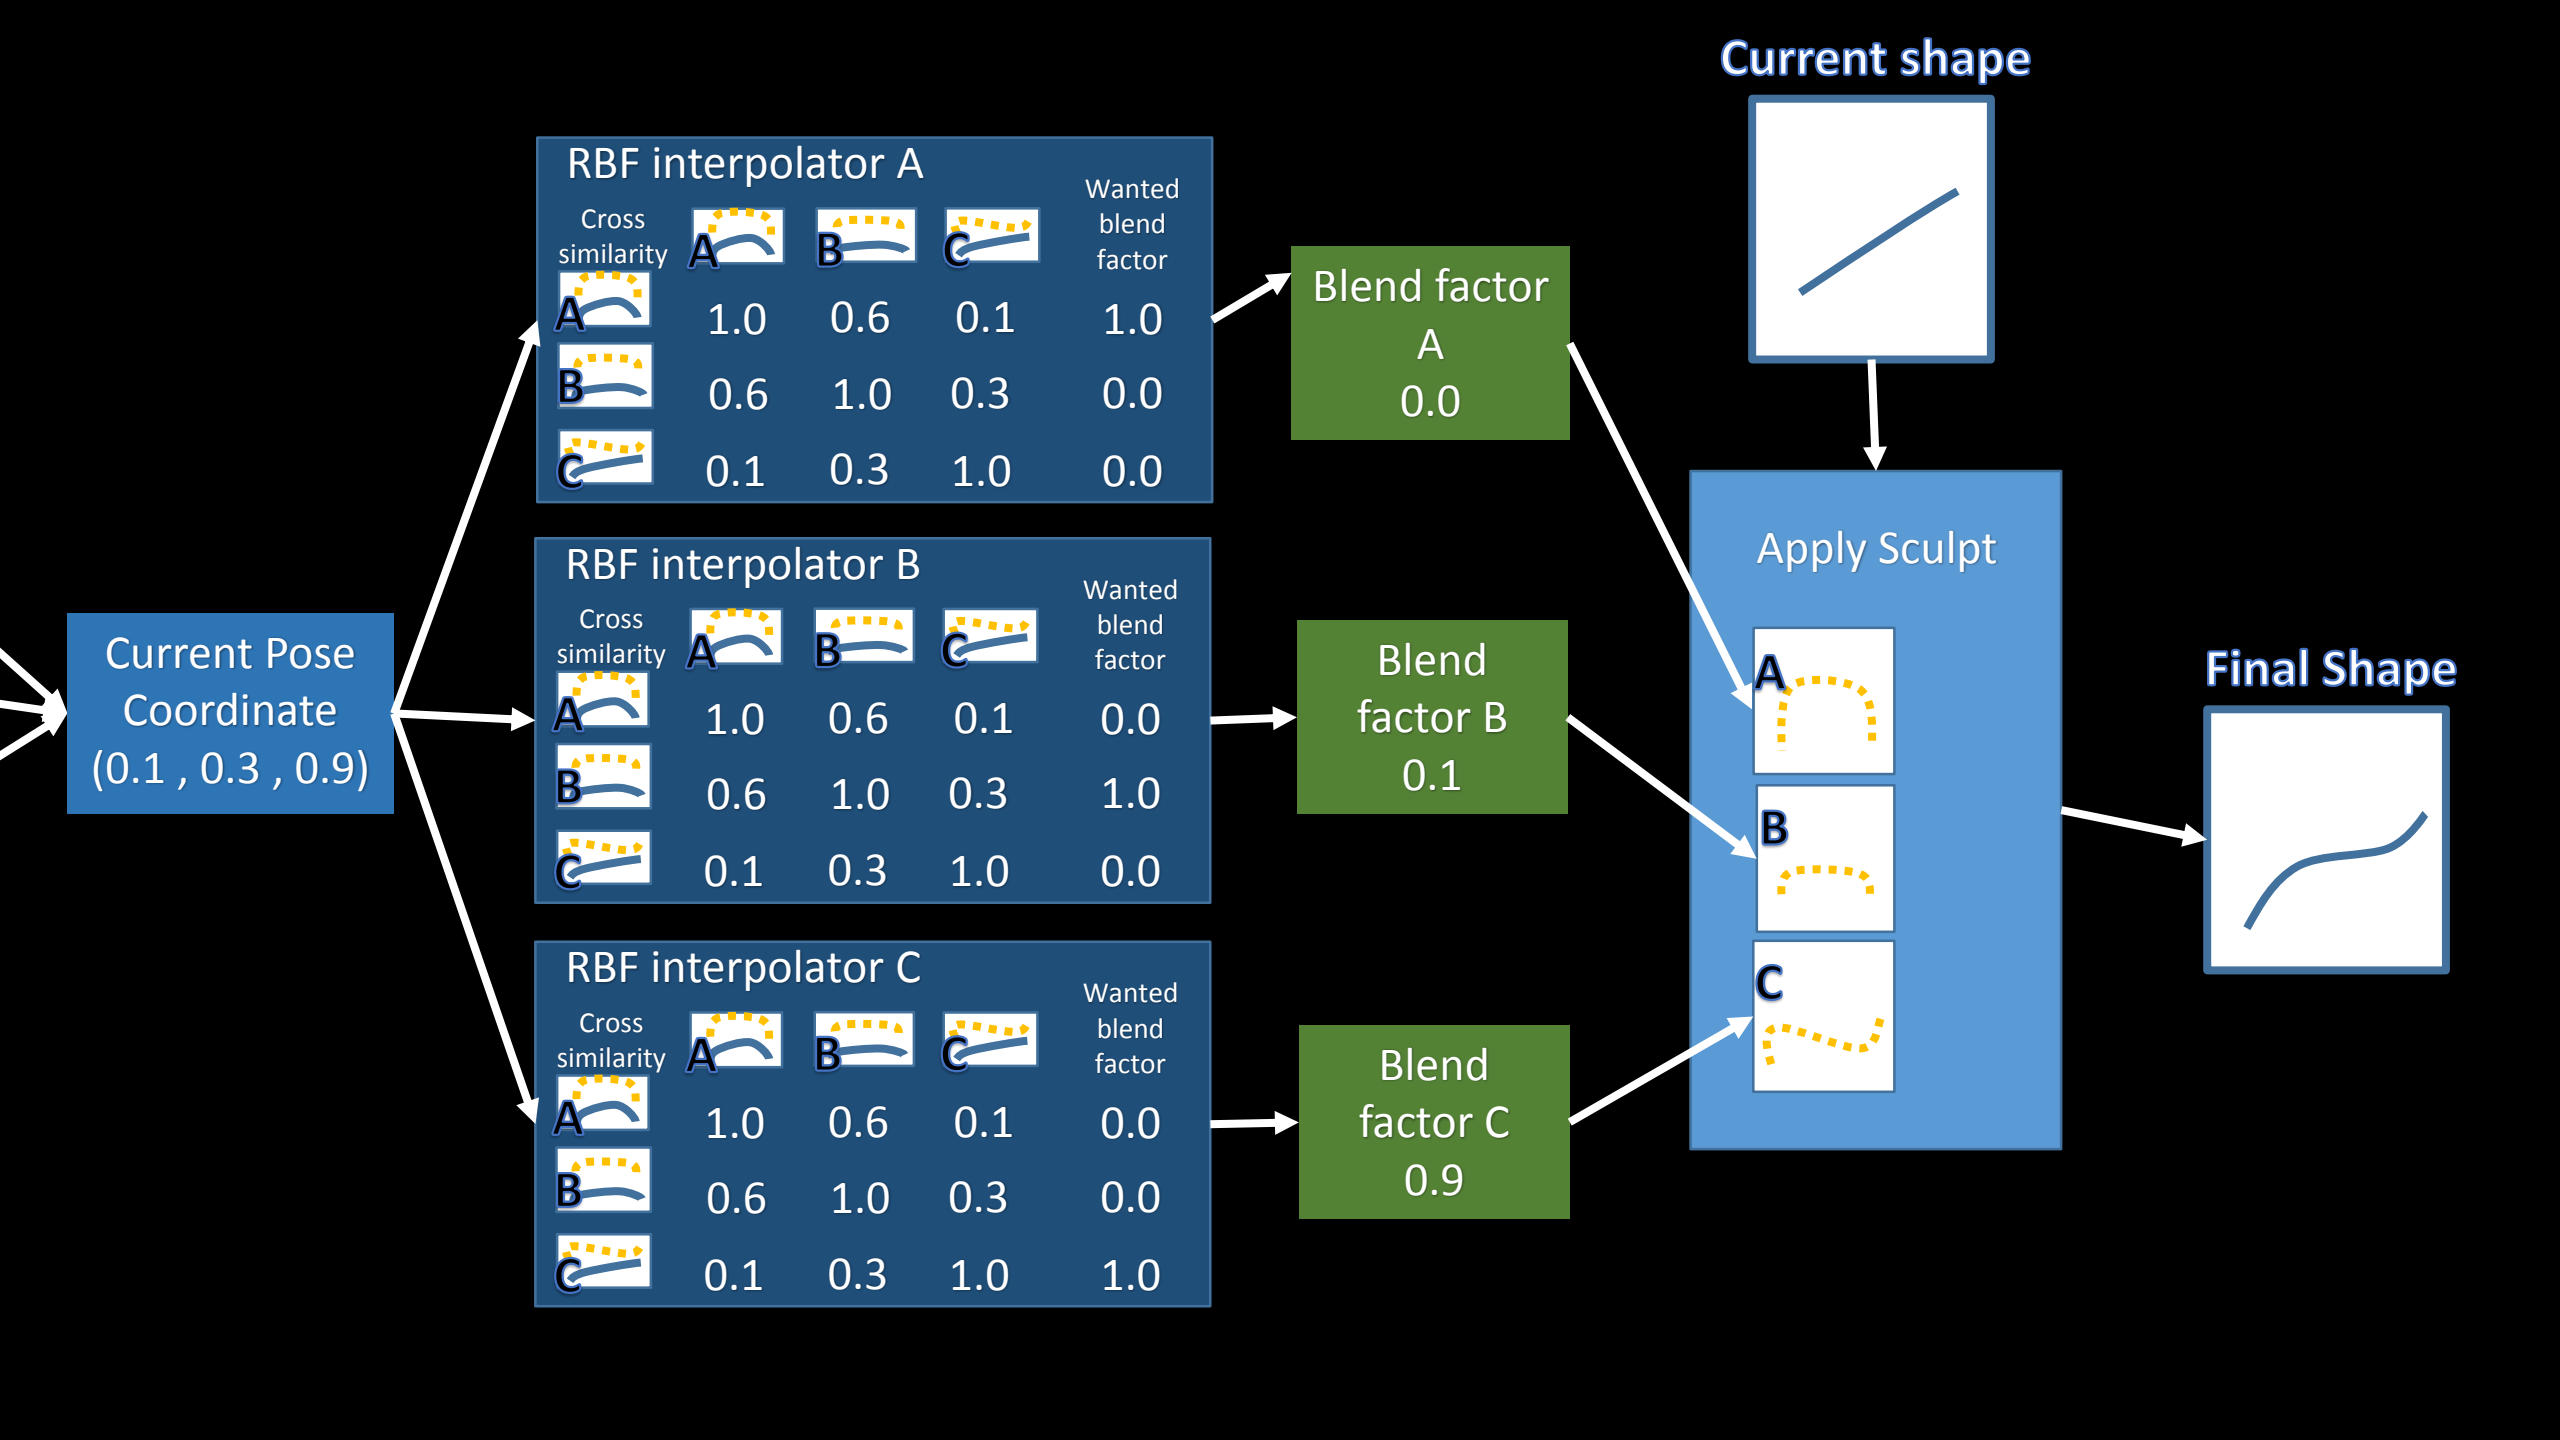 Current shape
RBF interpolator A
Cross
similarity
A
B
C
Wanted
blend
factor
A
1.0
0.6
0.1
1.0
B
0.6
1.0
0.3
0.0
C
0.1
0.3
1.0
0.0
Blend factor
A
0.0
Current Pose
Coordinate
(0.1 , 0.3 , 0.9)
RBF interpolator B
Cross
similarity
A
B
C
Wanted
blend
factor
A
1.0
0.6
0.1
0.0
B
0.6
1.0
0.3
1.0
C
0.1
0.3
1.0
0.0
Blend
factor B
0.1
RBF interpolator C
Cross
similarity
A
B
C
Wanted
blend
factor
A
1.0
0.6
0.1
0.0
B
0.6
1.0
0.3
0.0
C
0.1
0.3
1.0
1.0
Blend
factor C
0.9
Apply Sculpt
A
B
C
Final Shape